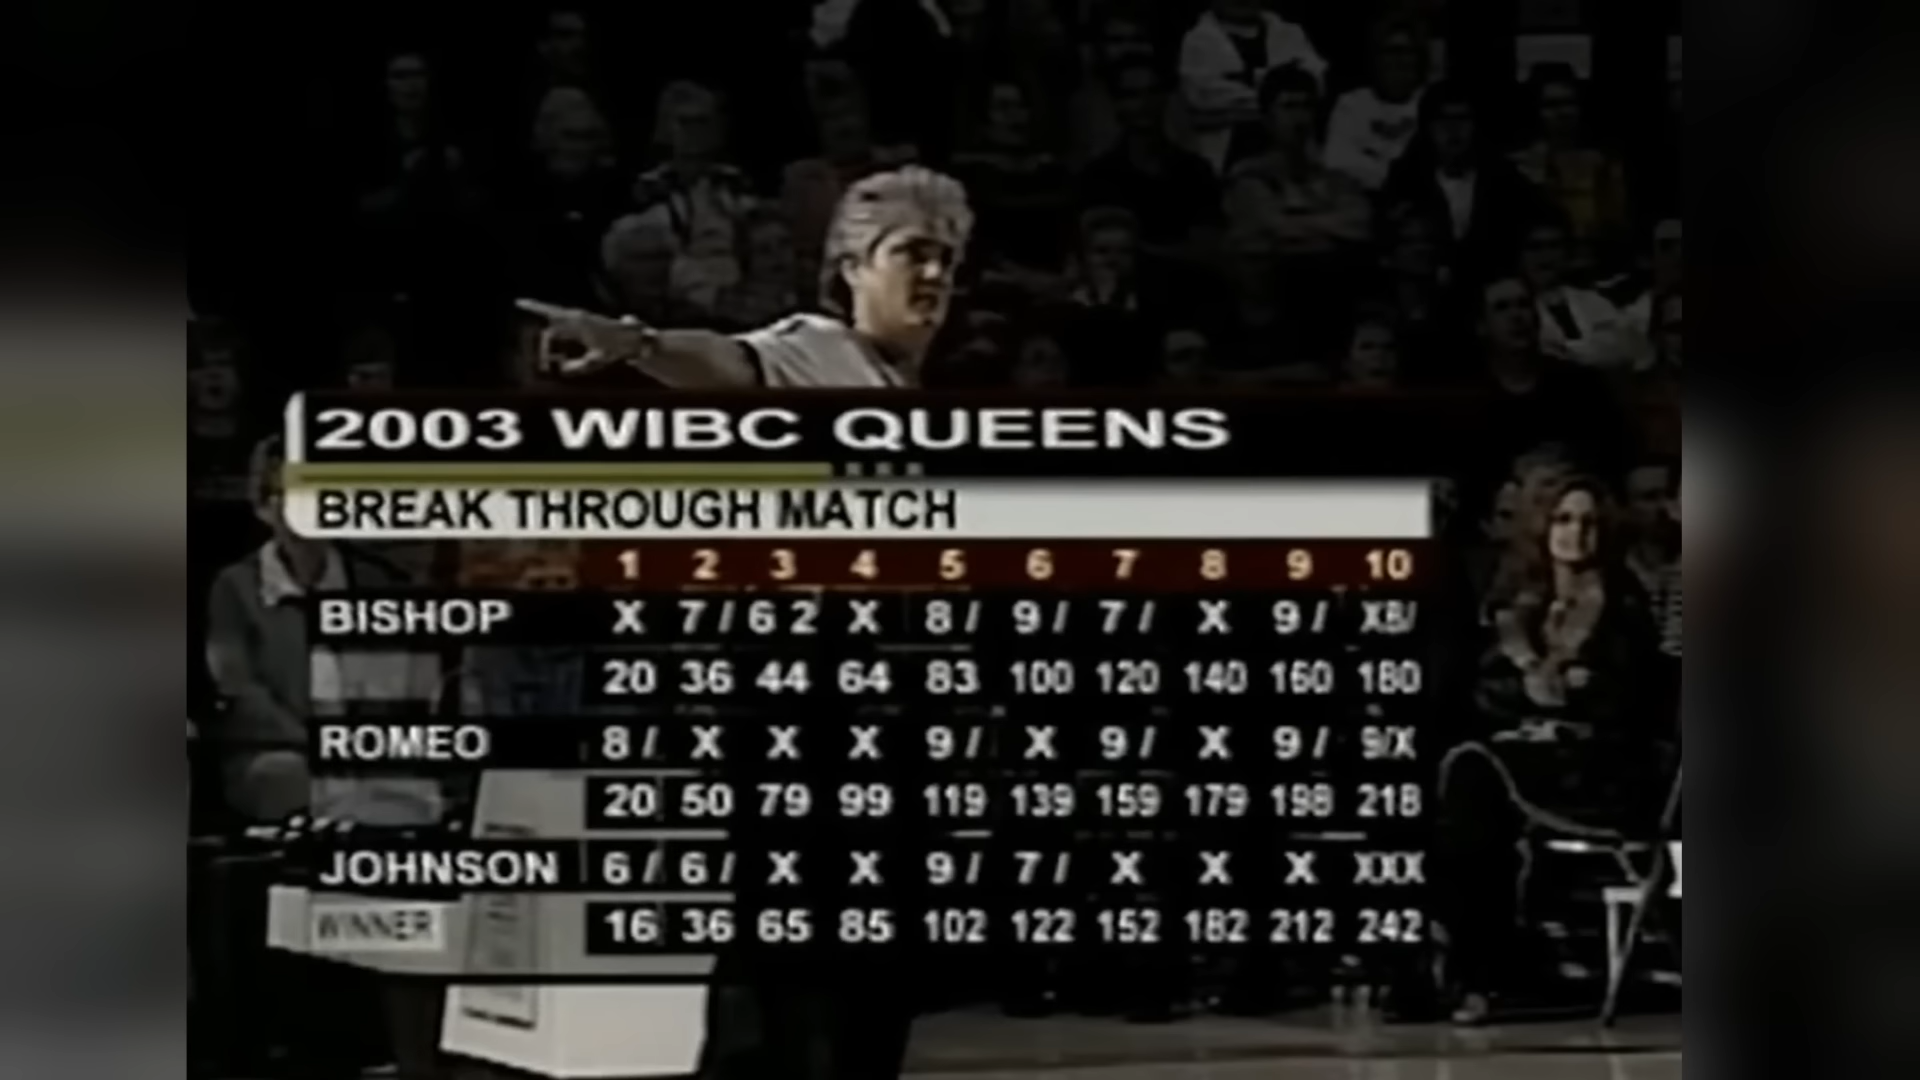 2003 WIBC QUEENS
BREAK THROUGH MATCH
1 2 3 4 5 6 7 8 9 10
BISHOP X 7/ 6 2 X 8/ 9/ 7/ X 9/ X8/
20 36 44 64 83 100 120 140 160 180
ROMEO 8/ X X X 9/ X 9/ X 9/ 9/X
20 50 79 99 119 139 159 179 198 218
JOHNSON 6/ 6/ X X 9/ 7/ X X X XXX
WINNER 16 36 65 85 102 122 152 182 212 242